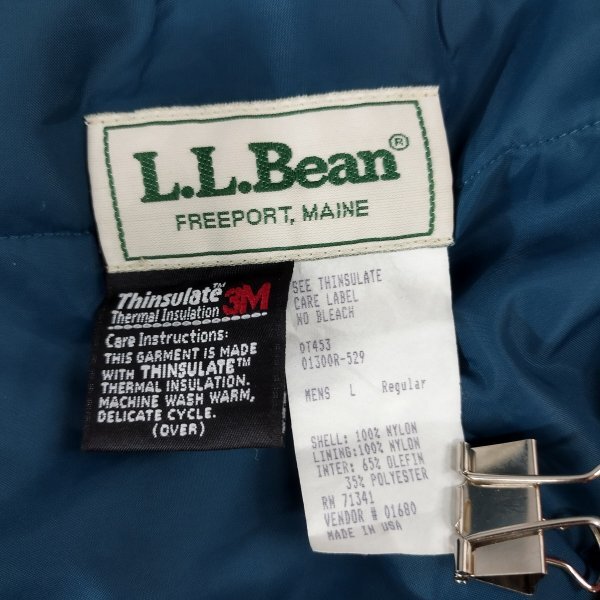 L.L.Bean®
FREEPORT, MAINE
Thinsulate™ 3M
Thermal Insulation
Care Instructions:
THIS GARMENT IS MADE
WITH THINSULATE™
THERMAL INSULATION.
MACHINE WASH WARM,
DELICATE CYCLE.
(OVER)
SEE THINSULATE
CARE LABEL
NO BLEACH
OT453
01300R-529
MENS L Regular
SHELL: 100% NYLON
LINING:100% NYLON
INTER: 65% OLEFIN
35% POLYESTER
RN 71341
VENDOR # 01680
MADE IN USA